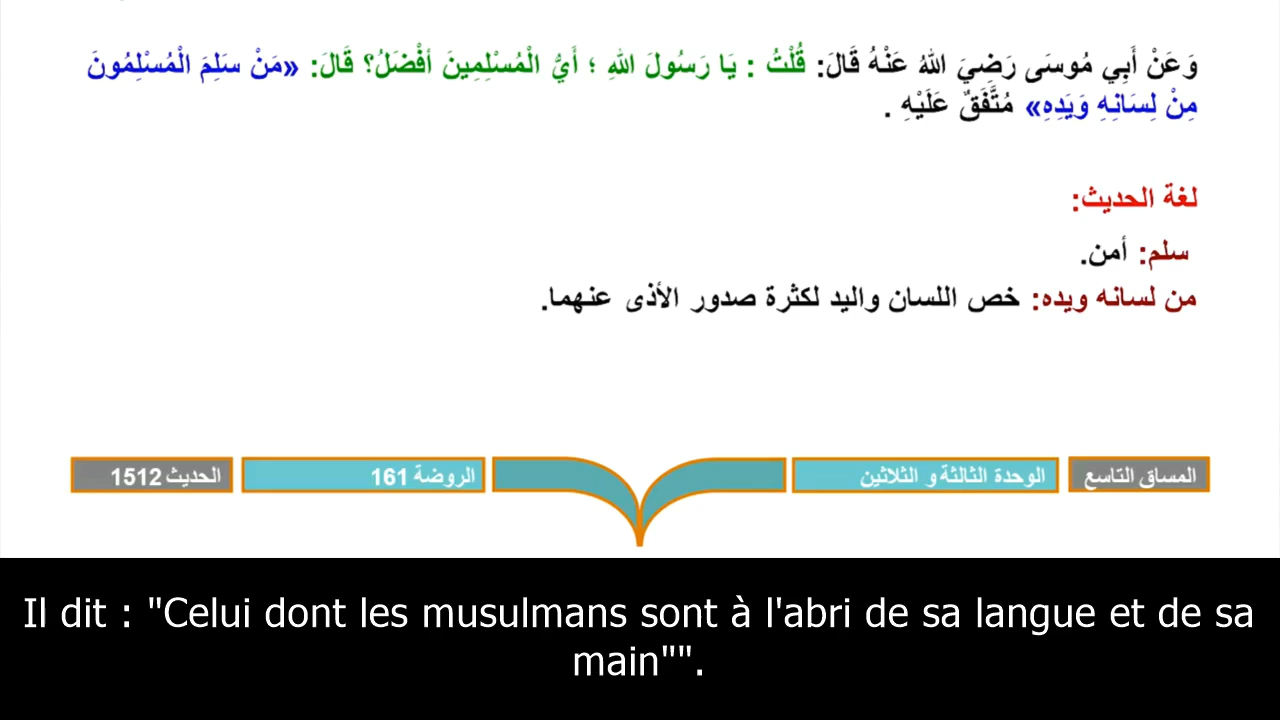 وَعَنْ أَبِي مُوسَى رَضِيَ اللهُ عَنْهُ قَالَ: قُلْتُ : يَا رَسُولَ اللهِ ؛ أَيُّ الْمُسْلِمِينَ أَفْضَلُ؟ قَالَ: «مَنْ سَلِمَ الْمُسْلِمُونَ
مِنْ لِسَانِهِ وَيَدِهِ» مُتَّفَقٌ عَلَيْهِ .
لغة الحديث:
سلم: أمن.
من لسانه ويده: خص اللسان واليد لكثرة صدور الأذى عنهما.
المساق التاسع
الوحدة الثالثة و الثلاثين
الروضة 161
الحديث 1512
Il dit : "Celui dont les musulmans sont à l'abri de sa langue et de sa
main"".